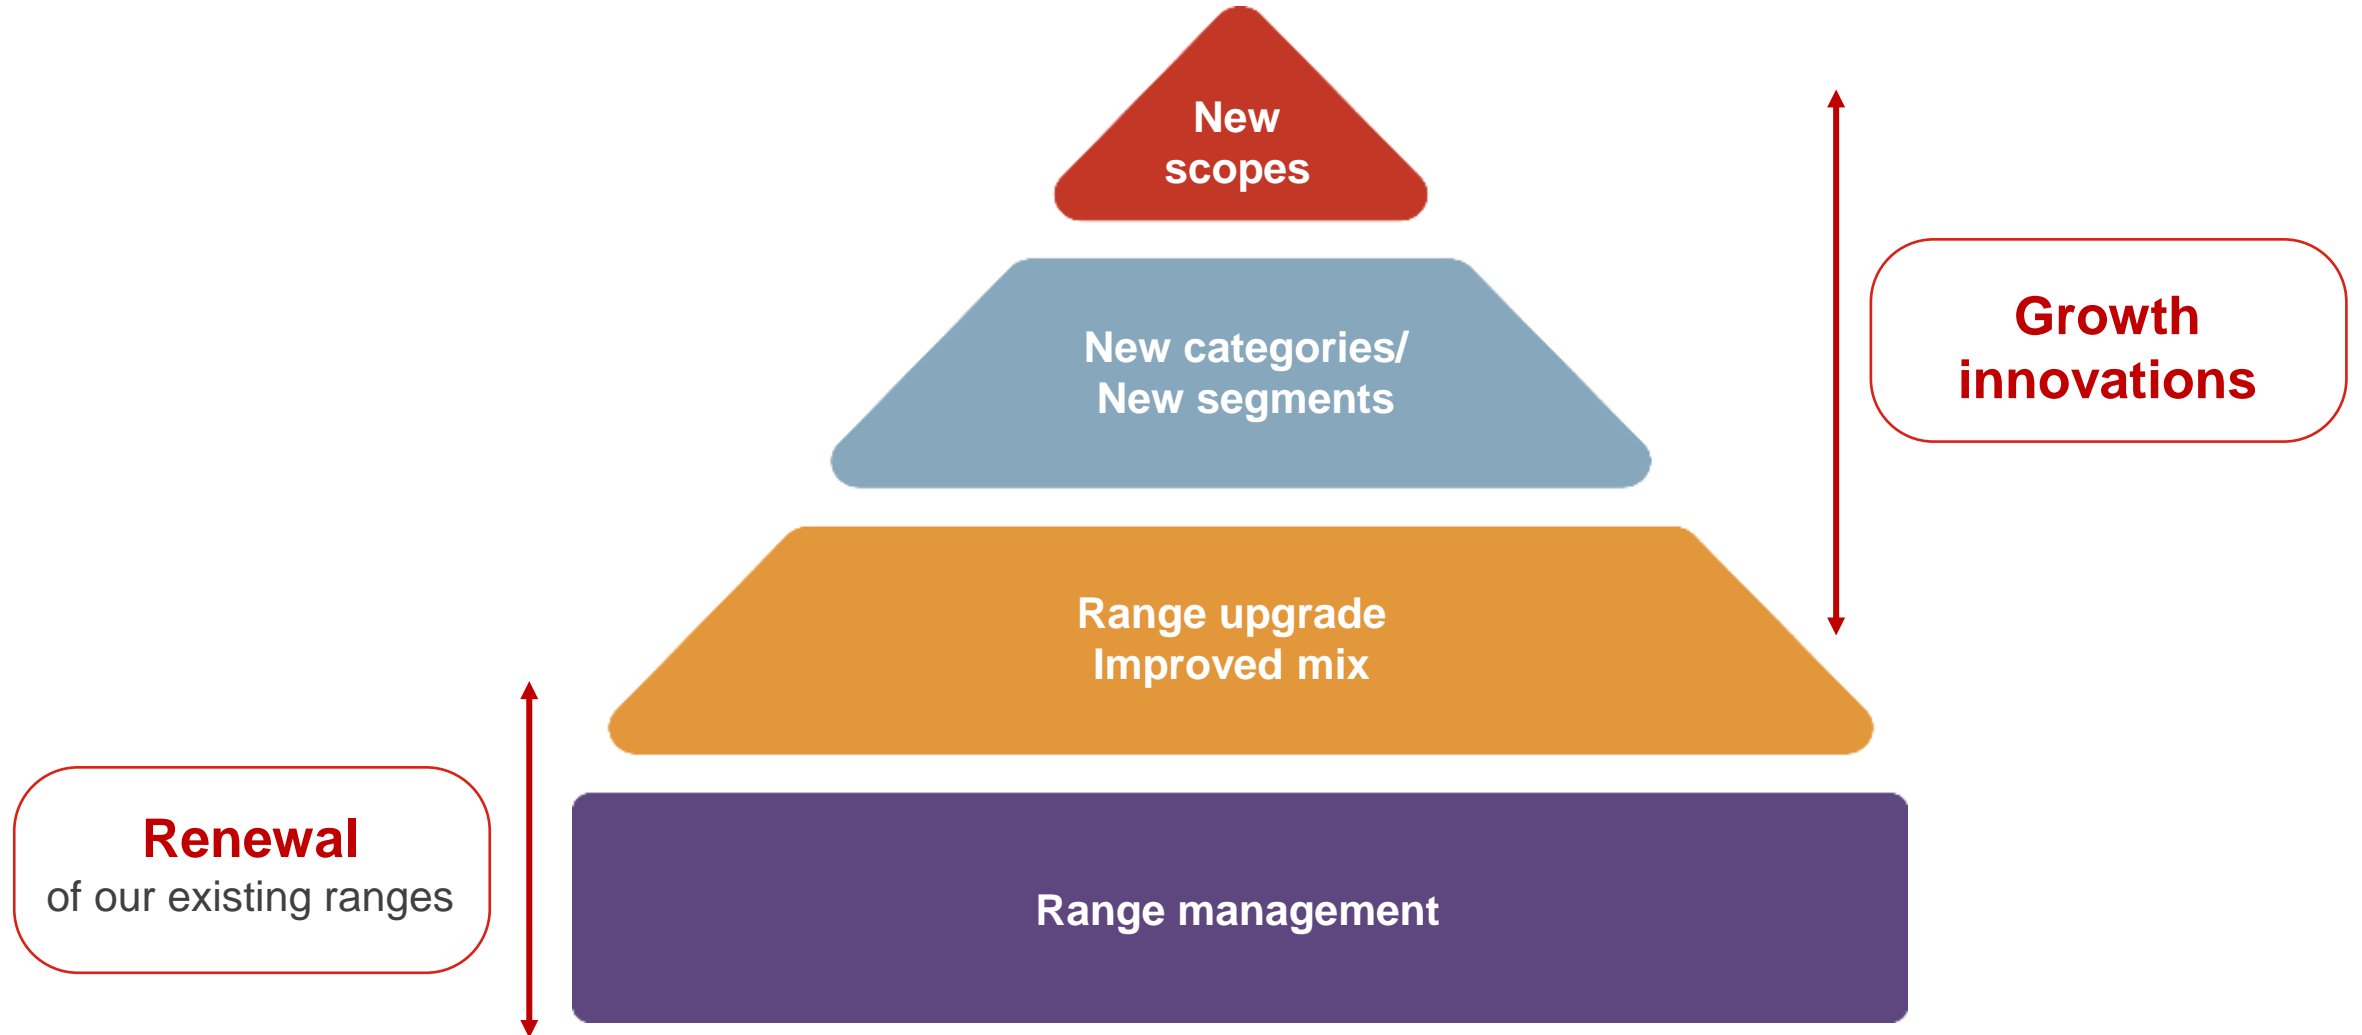 New
scopes
New categories/
New segments
Growth
innovations
Range upgrade
Improved mix
Renewal
of our existing ranges
Range management